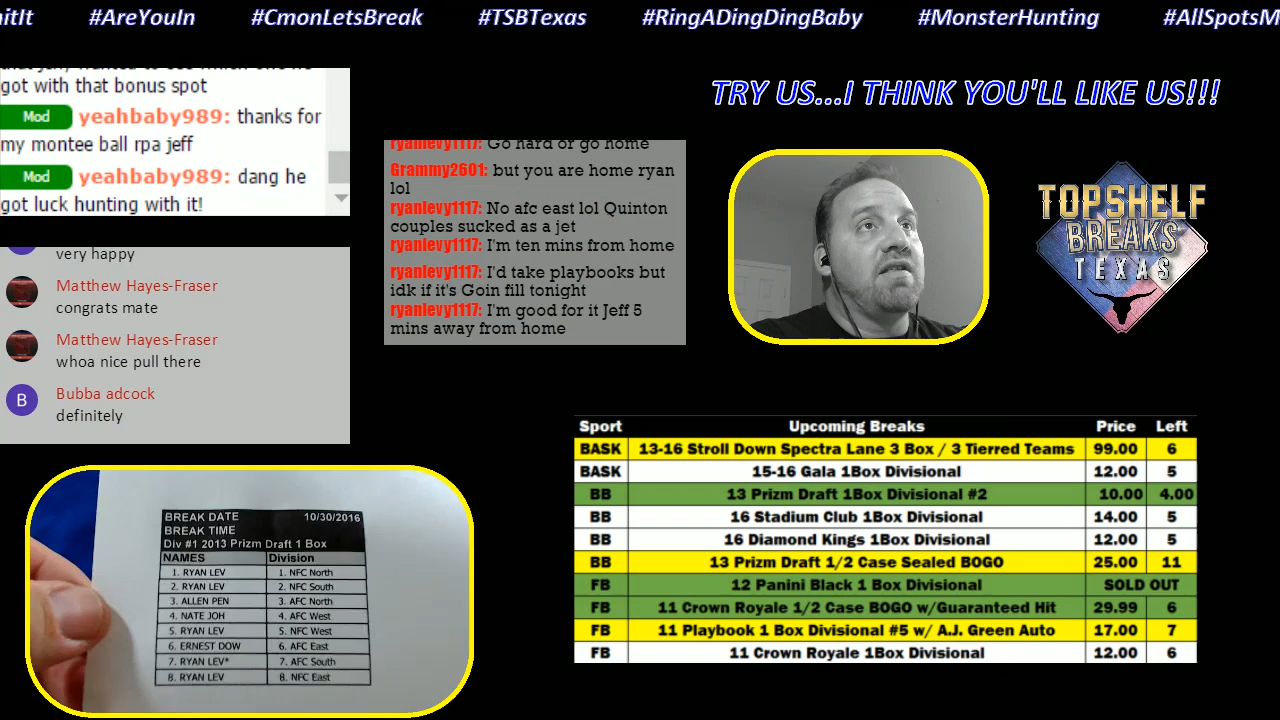 #AreYouIn #CmonLetsBreak #TSBTexas #RingADingDingBaby #MonsterHunting
TRY US...I THINK YOU'LL LIKE US!!!
got with that bonus spot
Mod yeahbaby989: thanks for
my montee ball rpa jeff
Mod yeahbaby989: dang he
got luck hunting with it!
very happy
Matthew Hayes-Fraser
congrats mate
Matthew Hayes-Fraser
whoa nice pull there
B Bubba adcock
definitely
ryanlevy1117: Go hard or go home
Grammy2601: but you are home ryan
lol
ryanlevy1117: No afc east lol Quinton
couples sucked as a jet
ryanlevy1117: I'm ten mins from home
ryanlevy1117: I'd take playbooks but
idk if it's Goin fill tonight
ryanlevy1117: I'm good for it Jeff 5
mins away from home
TOPSHELF
BREAKS
TEXAS
Sport Upcoming Breaks Price Left
BASK 13-16 Stroll Down Spectra Lane 3 Box / 3 Tierred Teams 99.00 6
BASK 15-16 Gala 1Box Divisional 12.00 5
BB 13 Prizm Draft 1Box Divisional #2 10.00 4.00
BB 16 Stadium Club 1Box Divisional 14.00 5
BB 16 Diamond Kings 1Box Divisional 12.00 5
BB 13 Prizm Draft 1/2 Case Sealed BOGO 25.00 11
FB 12 Panini Black 1 Box Divisional SOLD OUT
FB 11 Crown Royale 1/2 Case BOGO w/Guaranteed Hit 29.99 6
FB 11 Playbook 1 Box Divisional #5 w/ A.J. Green Auto 17.00 7
FB 11 Crown Royale 1Box Divisional 12.00 6
BREAK DATE 10/30/2016
BREAK TIME
Div #1 2013 Prizm Draft 1 Box
NAMES Division
1. RYAN LEV 1. NFC North
2. RYAN LEV 2. NFC South
3. ALLEN PEN 3. AFC North
4. NATE JOH 4. AFC West
5. RYAN LEV 5. NFC West
6. ERNEST DOW 6. AFC East
7. RYAN LEV* 7. AFC South
8. RYAN LEV 8. NFC East